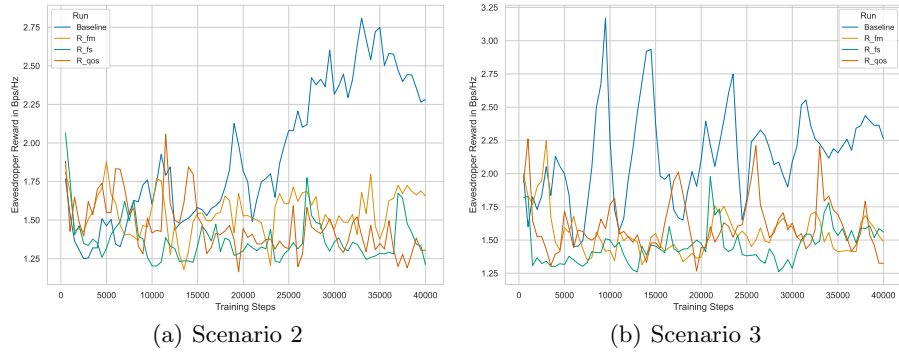 Run
Baseline
R_fm
R_fs
R_qos
Eavesdropper Reward in Bps/Hz
2.75
2.50
2.25
2.00
1.75
1.50
1.25
0 5000 10000 15000 20000 25000 30000 35000 40000
Training Steps
(a) Scenario 2
Run
Baseline
R_fm
R_fs
R_qos
Eavesdropper Reward in Bps/Hz
3.25
3.00
2.75
2.50
2.25
2.00
1.75
1.50
1.25
0 5000 10000 15000 20000 25000 30000 35000 40000
Training Steps
(b) Scenario 3